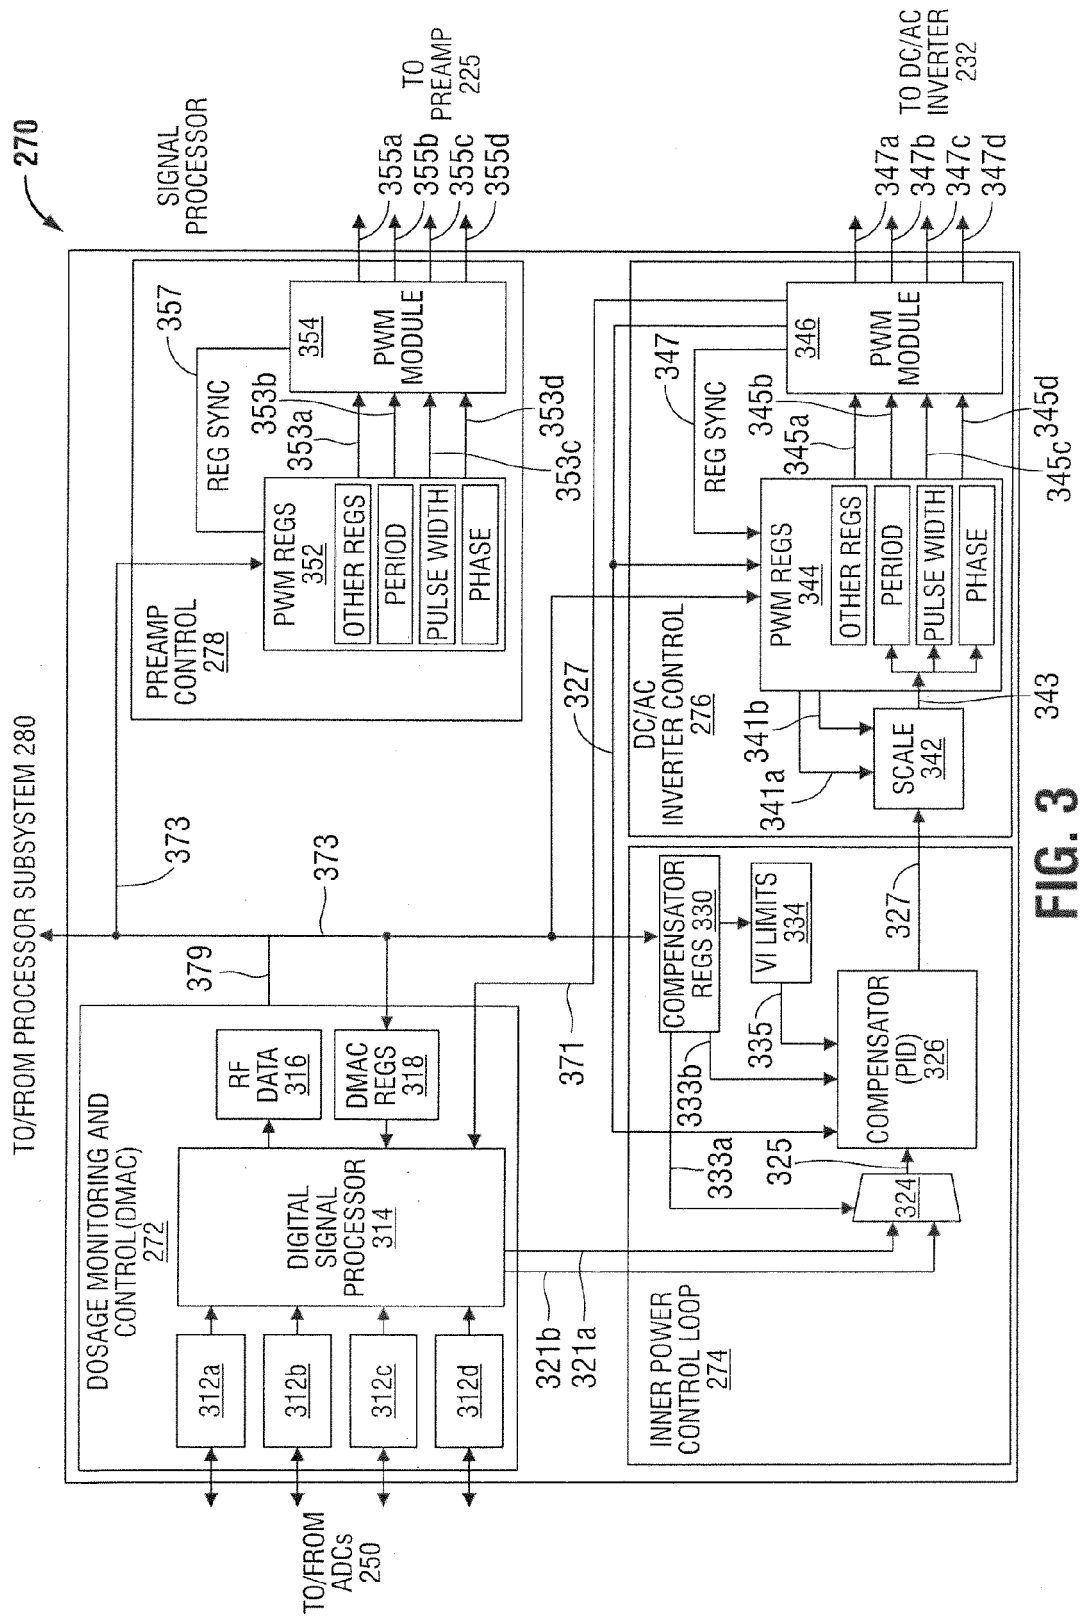 270
SIGNAL
PROCESSOR
TO/FROM PROCESSOR SUBSYSTEM 280
DOSAGE MONITORING AND
CONTROL(DMAC)
272
TO/FROM
ADCs
250
312a
312b
312c
312d
DIGITAL
SIGNAL
PROCESSOR
314
RF
DATA
316
DMAC
REGS
318
379
373
373
371
321b
321a
PREAMP
CONTROL
278
PWM REGS
352
OTHER REGS
PERIOD
PULSE WIDTH
PHASE
REG SYNC
357
353a
353b
353c
353d
354
PWM
MODULE
355a
355b
355c
355d
TO
PREAMP
225
INNER POWER
CONTROL LOOP
274
324
325
333a
333b
335
COMPENSATOR
REGS 330
VI LIMITS
334
COMPENSATOR
(PID)
326
327
327
DC/AC
INVERTER CONTROL
276
341a
341b
SCALE
342
343
PWM REGS
344
OTHER REGS
PERIOD
PULSE WIDTH
PHASE
REG SYNC
347
345a
345b
345c
345d
346
PWM
MODULE
347a
347b
347c
347d
TO DC/AC
INVERTER
232
FIG. 3